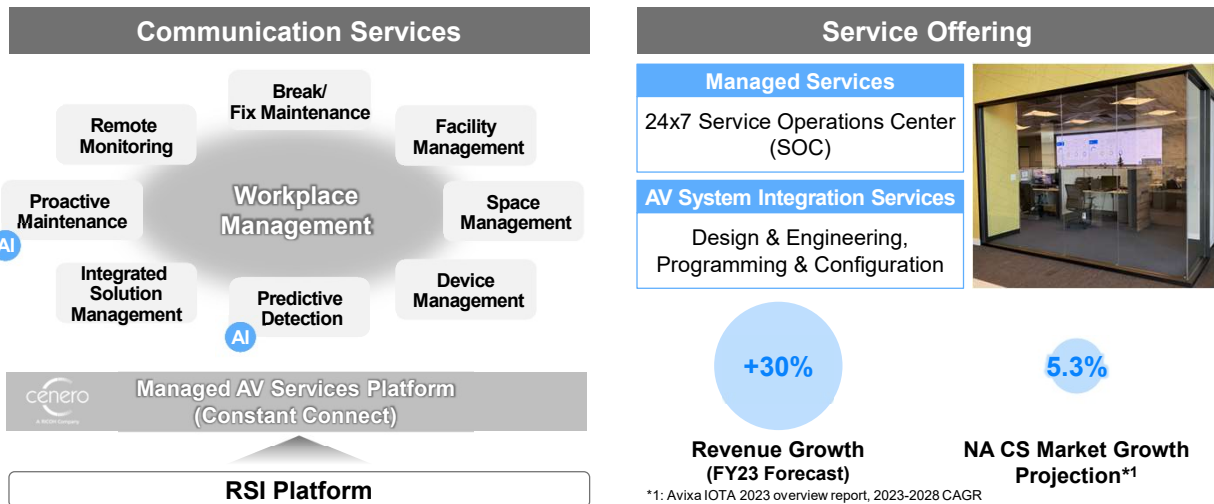 Communication Services
Break/
Fix Maintenance
Remote
Monitoring
Facility
Management
Proactive
Maintenance
AI
Workplace
Management
Space
Management
Integrated
Solution
Management
Predictive
Detection
AI
Device
Management
cenero
A RICOH Company
Managed AV Services Platform
(Constant Connect)
RSI Platform
Service Offering
Managed Services
24x7 Service Operations Center
(SOC)
AV System Integration Services
Design & Engineering,
Programming & Configuration
+30%
Revenue Growth
(FY23 Forecast)
5.3%
NA CS Market Growth
Projection*1
*1: Avixa IOTA 2023 overview report, 2023-2028 CAGR